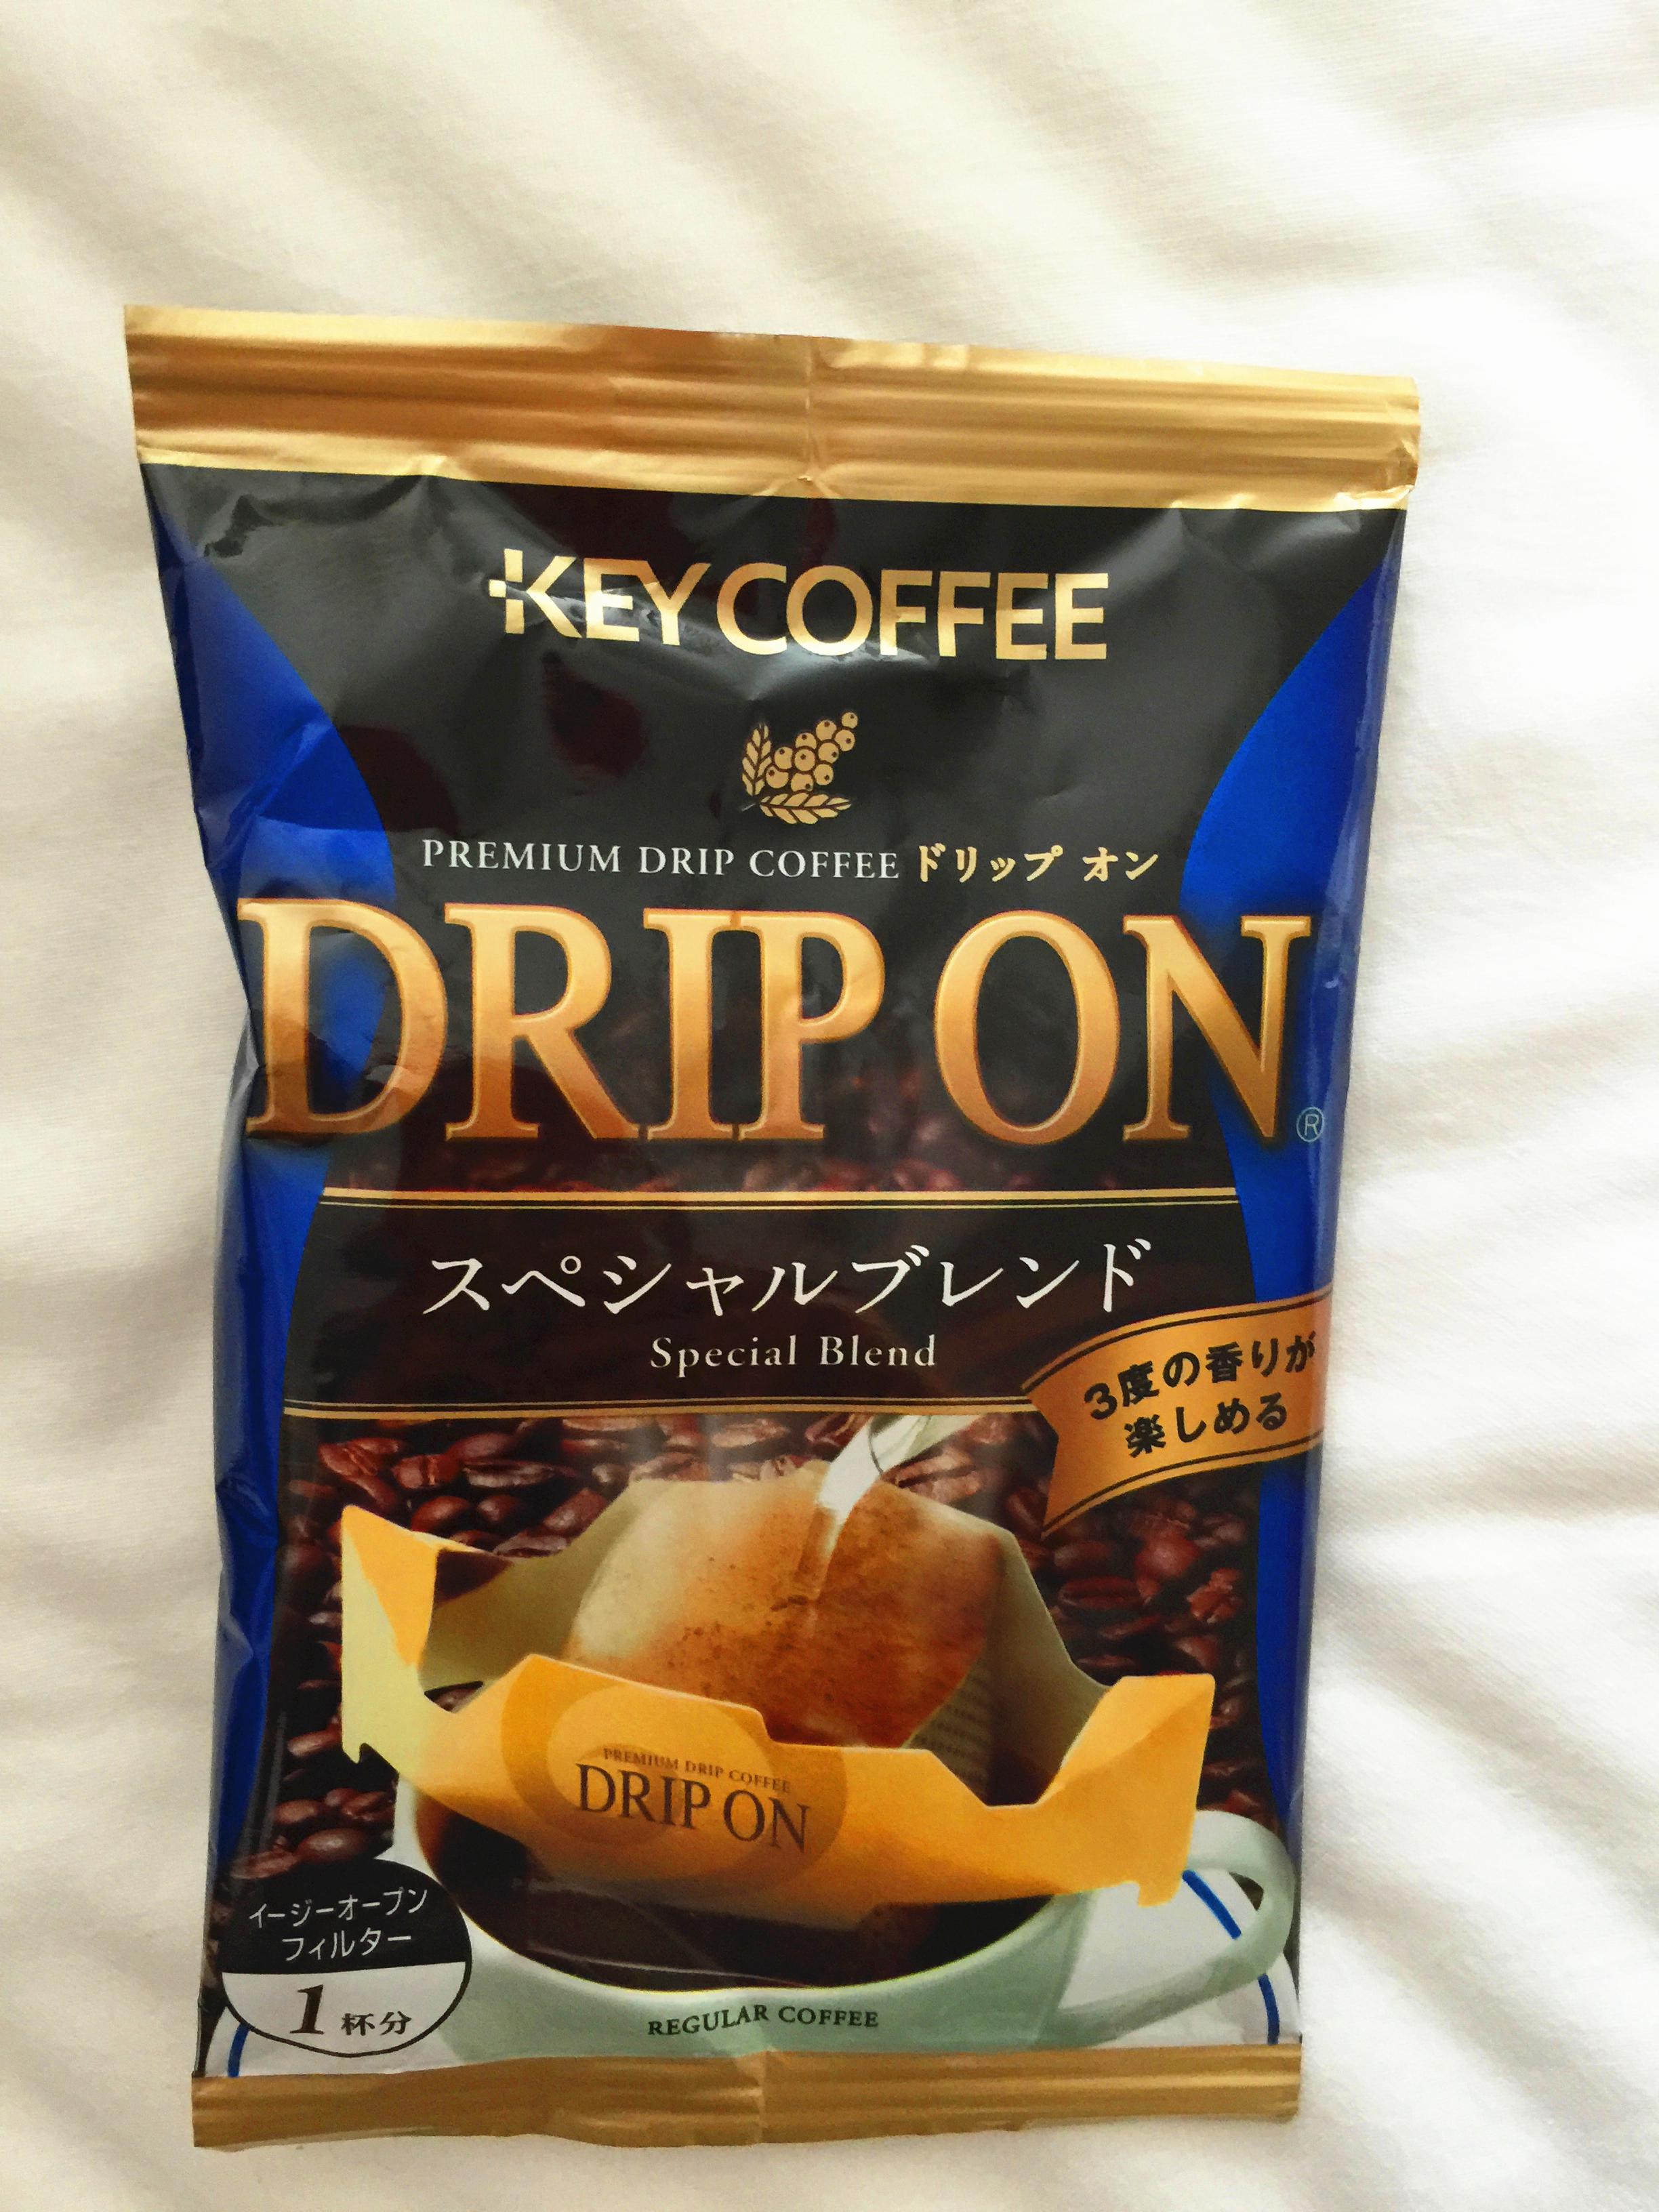 KEY COFFEE
PREMIUM DRIP COFFEE ドリップ オン
DRIP ON®
スペシャルブレンド
Special Blend
3度の香りが
楽しめる
PREMIUM DRIP COFFEE
DRIP ON
イージーオープン
フィルター
1杯分
REGULAR COFFEE